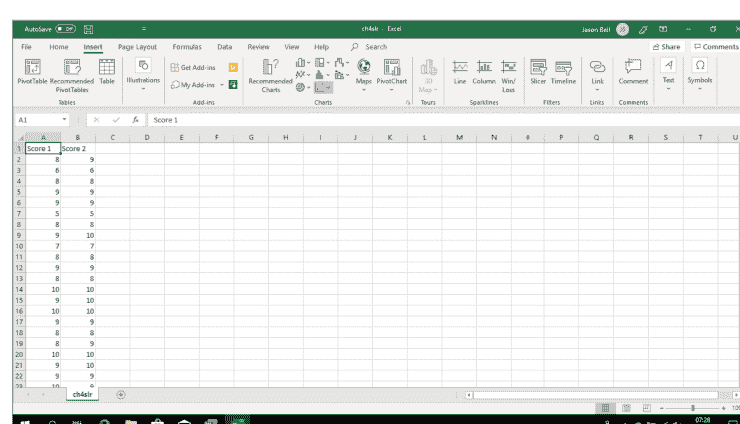 AutoSave Off ch4slr - Excel Jason Bell
File Home Insert Page Layout Formulas Data Review View Help Search Share Comments
PivotTable Recommended PivotTables Table Illustrations Get Add-ins My Add-ins Recommended Charts Maps PivotChart 3D Map Line Column Win/Loss Slicer Timeline Link Comment Text Symbols
Tables Add-ins Charts Tours Sparklines Filters Links Comments
A1 fx Score 1
A B C D E F G H I J K L M N O P Q R S T U
1 Score 1 Score 2
2 8 9
3 6 6
4 8 8
5 9 9
6 9 9
7 5 5
8 8 8
9 9 10
10 7 7
11 8 8
12 9 9
13 8 8
14 10 10
15 9 10
16 10 10
17 9 9
18 8 8
19 8 9
20 10 10
21 9 10
22 9 9
23 10 9
ch4slr
07:28